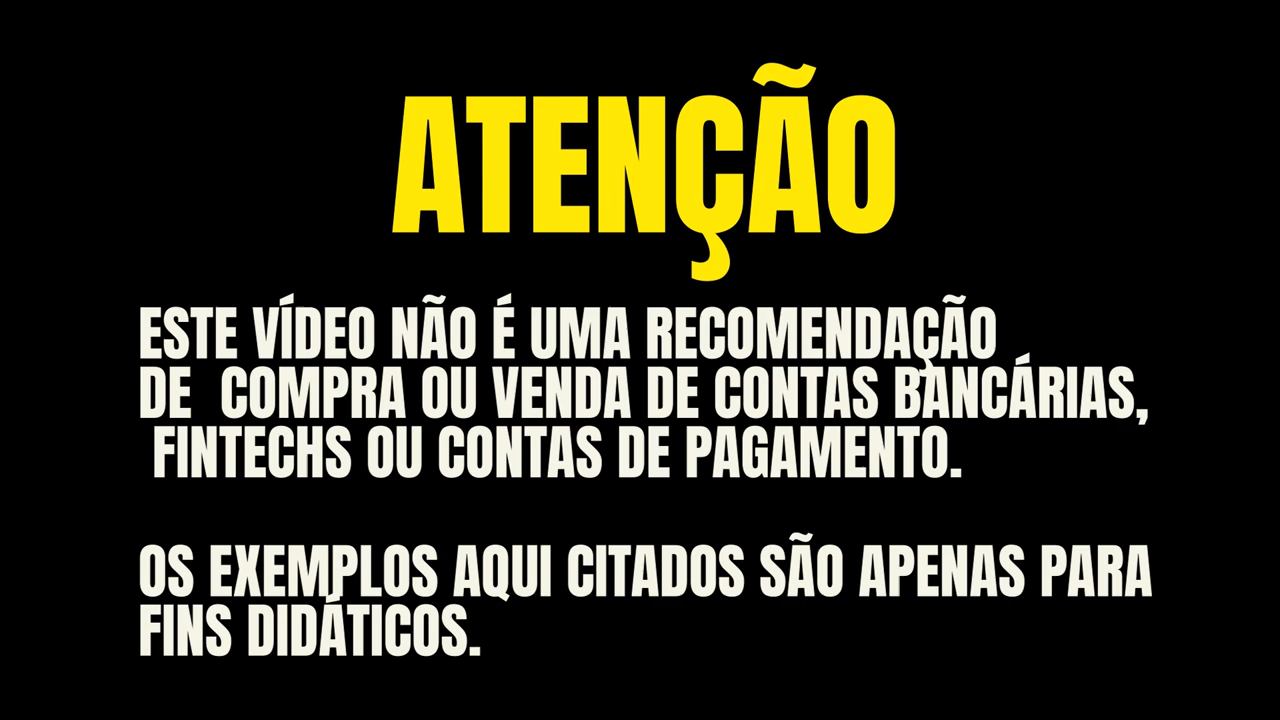 ATENÇÃO
ESTE VÍDEO NÃO É UMA RECOMENDAÇÃO
DE COMPRA OU VENDA DE CONTAS BANCÁRIAS,
FINTECHS OU CONTAS DE PAGAMENTO.
OS EXEMPLOS AQUI CITADOS SÃO APENAS PARA
FINS DIDÁTICOS.